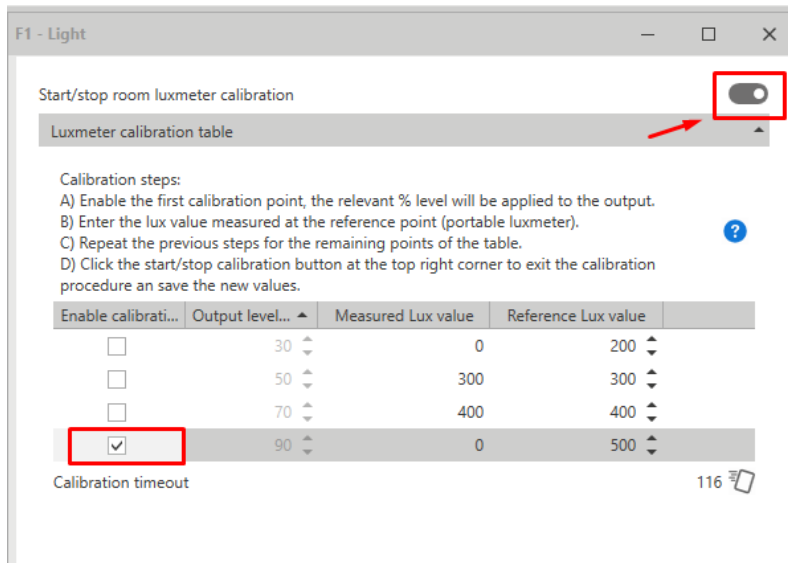 F1 - Light
Start/stop room luxmeter calibration
Luxmeter calibration table
Calibration steps:
A) Enable the first calibration point, the relevant % level will be applied to the output.
B) Enter the lux value measured at the reference point (portable luxmeter).
C) Repeat the previous steps for the remaining points of the table.
D) Click the start/stop calibration button at the top right corner to exit the calibration
procedure an save the new values.
?
Enable calibrati... Output level... Measured Lux value Reference Lux value
30 0 200
50 300 300
70 400 400
90 0 500
Calibration timeout 116